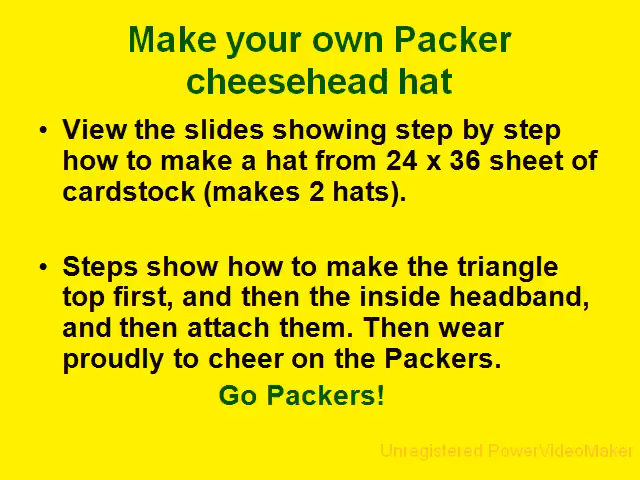 Make your own Packer
cheesehead hat
• View the slides showing step by step
how to make a hat from 24 x 36 sheet of
cardstock (makes 2 hats).
• Steps show how to make the triangle
top first, and then the inside headband,
and then attach them. Then wear
proudly to cheer on the Packers.
Go Packers!
Unregistered PowerVideoMaker